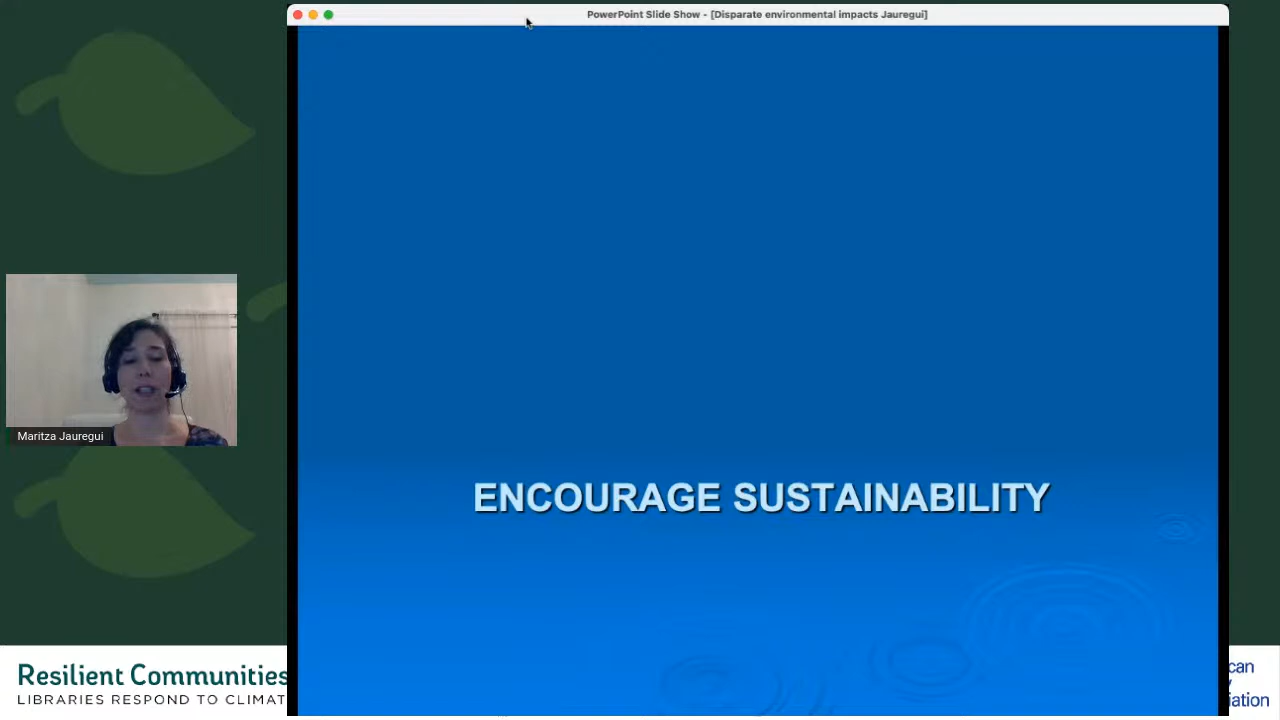 PowerPoint Slide Show - [Disparate environmental impacts Jauregui]
ENCOURAGE SUSTAINABILITY
Maritza Jauregui
Resilient Communities
LIBRARIES RESPOND TO CLIMAT
can
iation